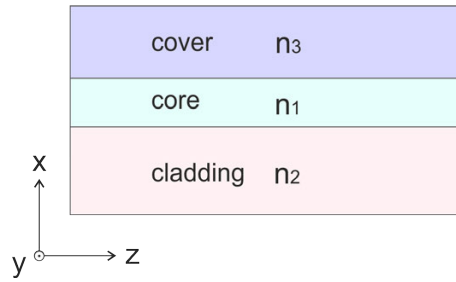 cover n₃
core n₁
cladding n₂
x
y z